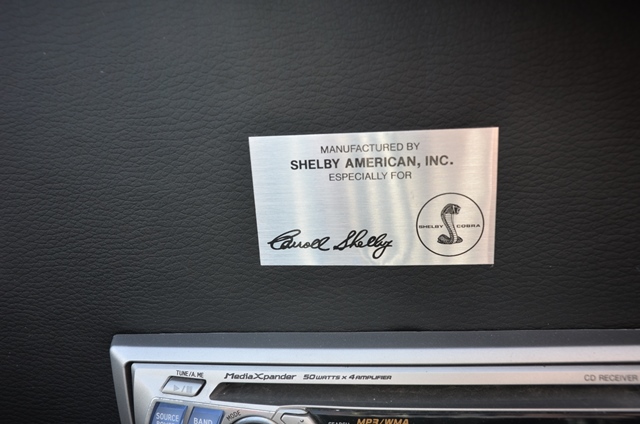 MANUFACTURED BY
SHELBY AMERICAN, INC.
ESPECIALLY FOR
Carroll Shelby
SHELBY COBRA
TUNE/A.ME
MediaXpander 50WATTS X 4 AMPLIFIER
CD RECEIVER
SOURCE
BAND
MODE
SEARCH
MP3/WMA